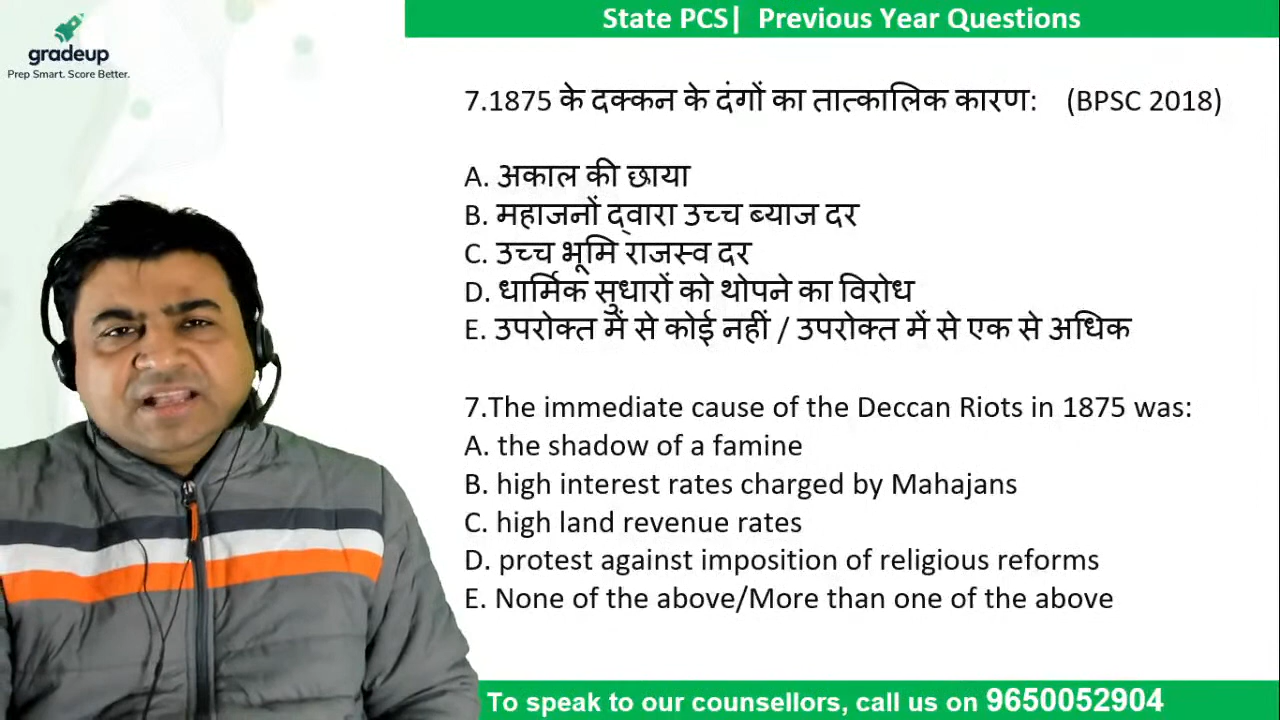 gradeup
Prep Smart. Score Better.
State PCS| Previous Year Questions
7.1875 के दक्कन के दंगों का तात्कालिक कारण: (BPSC 2018)
A. अकाल की छाया
B. महाजनों द्वारा उच्च ब्याज दर
C. उच्च भूमि राजस्व दर
D. धार्मिक सुधारों को थोपने का विरोध
E. उपरोक्त में से कोई नहीं / उपरोक्त में से एक से अधिक
7.The immediate cause of the Deccan Riots in 1875 was:
A. the shadow of a famine
B. high interest rates charged by Mahajans
C. high land revenue rates
D. protest against imposition of religious reforms
E. None of the above/More than one of the above
To speak to our counsellors, call us on 9650052904